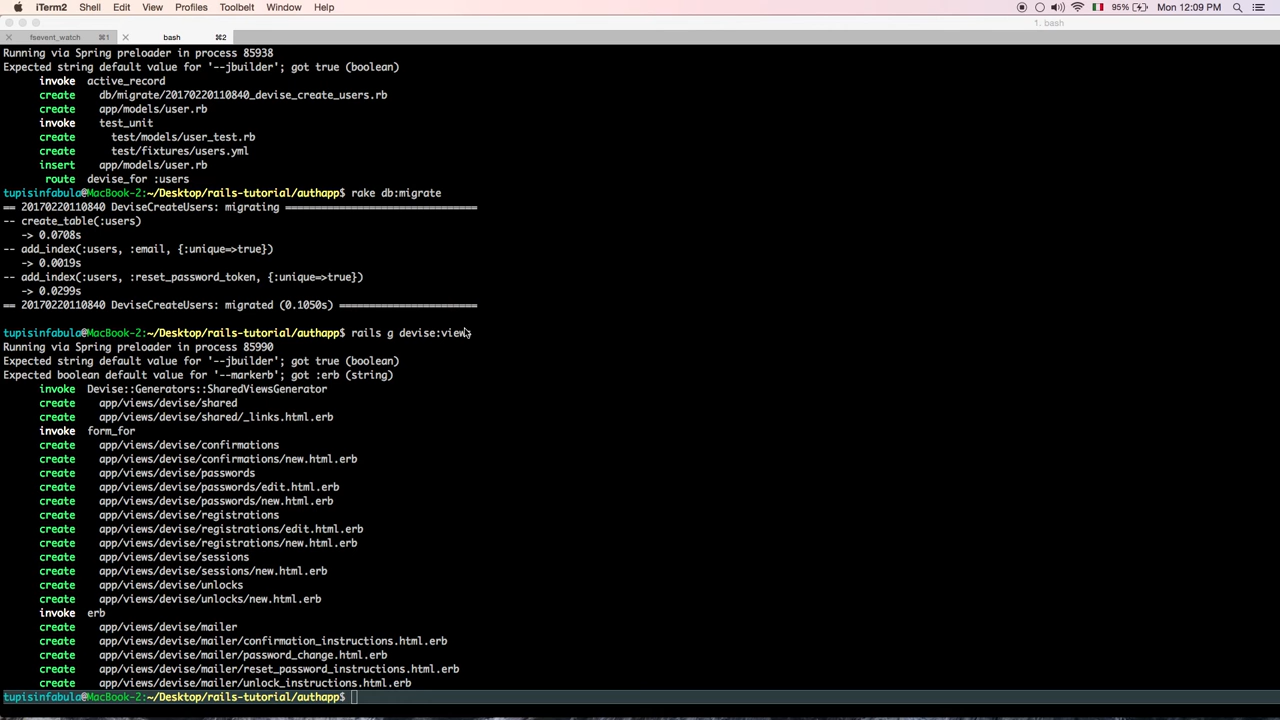 iTerm2 Shell Edit View Profiles Toolbelt Window Help 95% Mon 12:09 PM
1. bash
fsevent_watch ⌘1 bash ⌘2
Running via Spring preloader in process 85938
Expected string default value for '--jbuilder'; got true (boolean)
invoke active_record
create db/migrate/20170220110840_devise_create_users.rb
create app/models/user.rb
invoke test_unit
create test/models/user_test.rb
create test/fixtures/users.yml
insert app/models/user.rb
route devise_for :users
tupisinfabula@MacBook-2:~/Desktop/rails-tutorial/authapp$ rake db:migrate
== 20170220110840 DeviseCreateUsers: migrating ================================
-- create_table(:users)
-> 0.0708s
-- add_index(:users, :email, {:unique=>true})
-> 0.0019s
-- add_index(:users, :reset_password_token, {:unique=>true})
-> 0.0299s
== 20170220110840 DeviseCreateUsers: migrated (0.1050s) =======================
tupisinfabula@MacBook-2:~/Desktop/rails-tutorial/authapp$ rails g devise:views
Running via Spring preloader in process 85990
Expected string default value for '--jbuilder'; got true (boolean)
Expected boolean default value for '--markerb'; got :erb (string)
invoke Devise::Generators::SharedViewsGenerator
create app/views/devise/shared
create app/views/devise/shared/_links.html.erb
invoke form_for
create app/views/devise/confirmations
create app/views/devise/confirmations/new.html.erb
create app/views/devise/passwords
create app/views/devise/passwords/edit.html.erb
create app/views/devise/passwords/new.html.erb
create app/views/devise/registrations
create app/views/devise/registrations/edit.html.erb
create app/views/devise/registrations/new.html.erb
create app/views/devise/sessions
create app/views/devise/sessions/new.html.erb
create app/views/devise/unlocks
create app/views/devise/unlocks/new.html.erb
invoke erb
create app/views/devise/mailer
create app/views/devise/mailer/confirmation_instructions.html.erb
create app/views/devise/mailer/password_change.html.erb
create app/views/devise/mailer/reset_password_instructions.html.erb
create app/views/devise/mailer/unlock_instructions.html.erb
tupisinfabula@MacBook-2:~/Desktop/rails-tutorial/authapp$